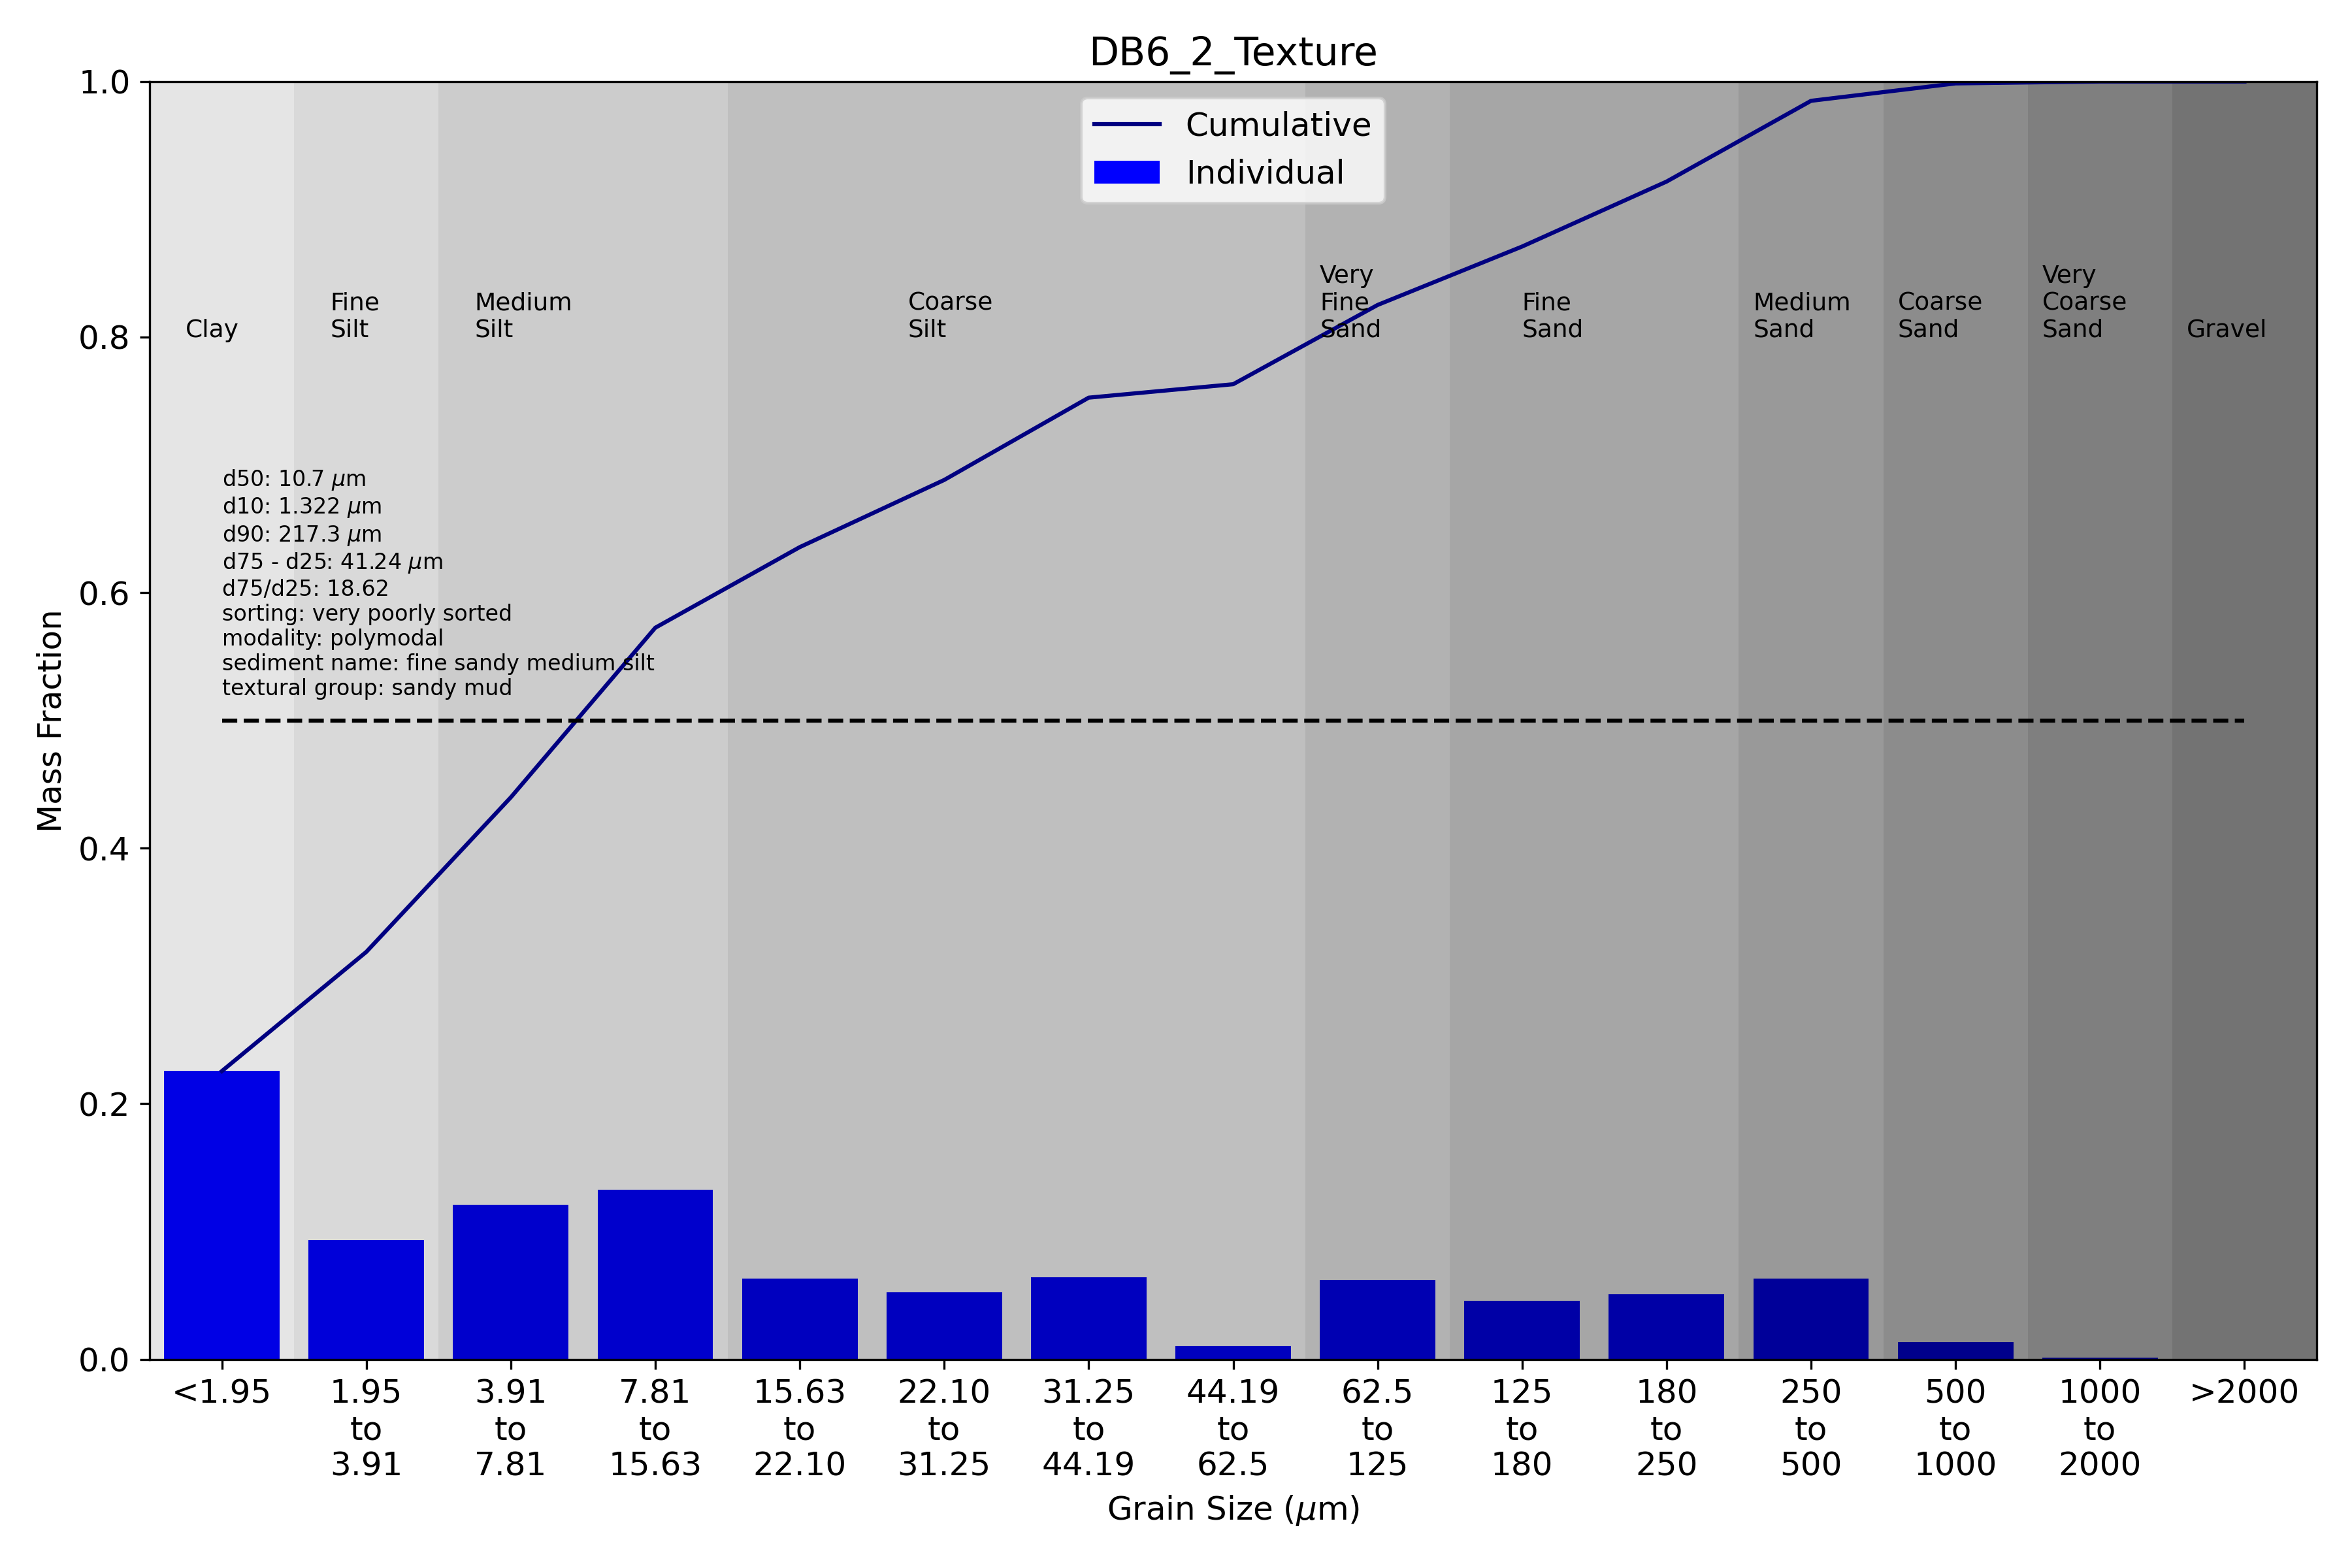 DB6_2_Texture
Cumulative
Individual
Clay
Fine
Silt
Medium
Silt
Coarse
Silt
Very
Fine
Sand
Fine
Sand
Medium
Sand
Coarse
Sand
Very
Coarse
Sand
Gravel
d50: 10.7 μm
d10: 1.322 μm
d90: 217.3 μm
d75 - d25: 41.24 μm
d75/d25: 18.62
sorting: very poorly sorted
modality: polymodal
sediment name: fine sandy medium silt
textural group: sandy mud
Mass Fraction
1.0
0.8
0.6
0.4
0.2
0.0
<1.95
1.95
to
3.91
3.91
to
7.81
7.81
to
15.63
15.63
to
22.10
22.10
to
31.25
31.25
to
44.19
44.19
to
62.5
62.5
to
125
125
to
180
180
to
250
250
to
500
500
to
1000
1000
to
2000
>2000
Grain Size (μm)